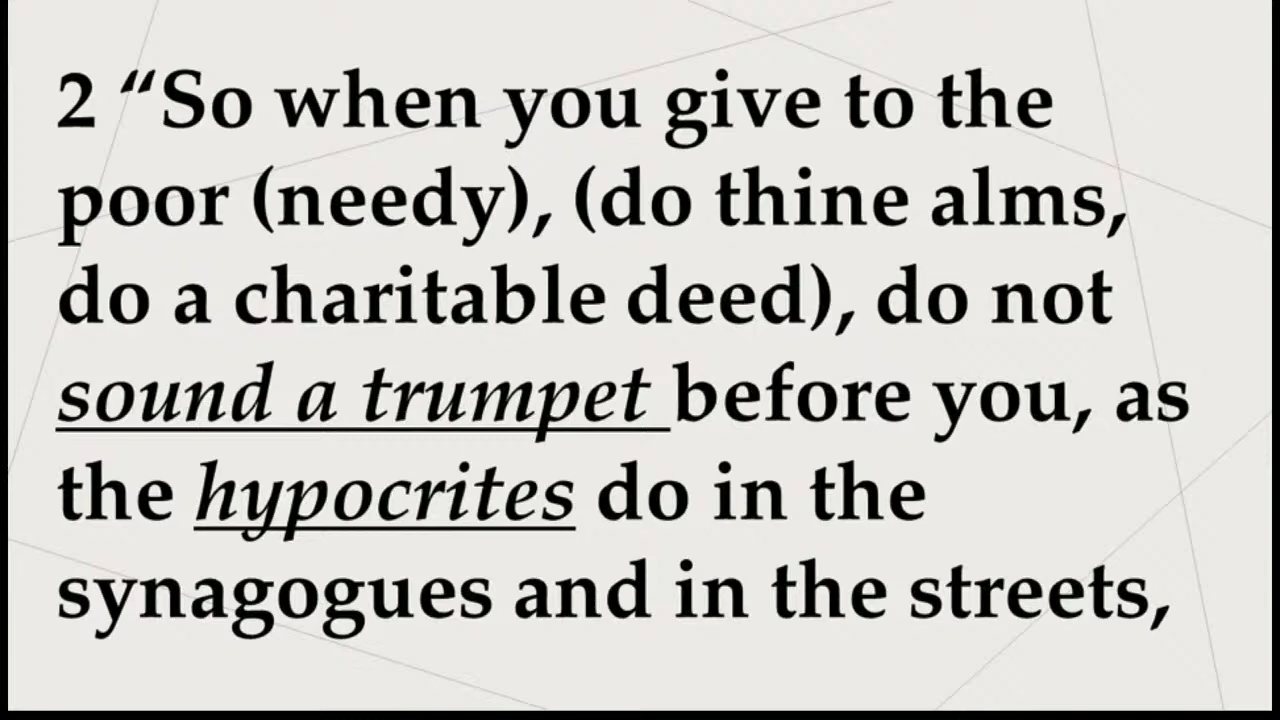 2 “So when you give to the
poor (needy), (do thine alms,
do a charitable deed), do not
sound a trumpet before you, as
the hypocrites do in the
synagogues and in the streets,